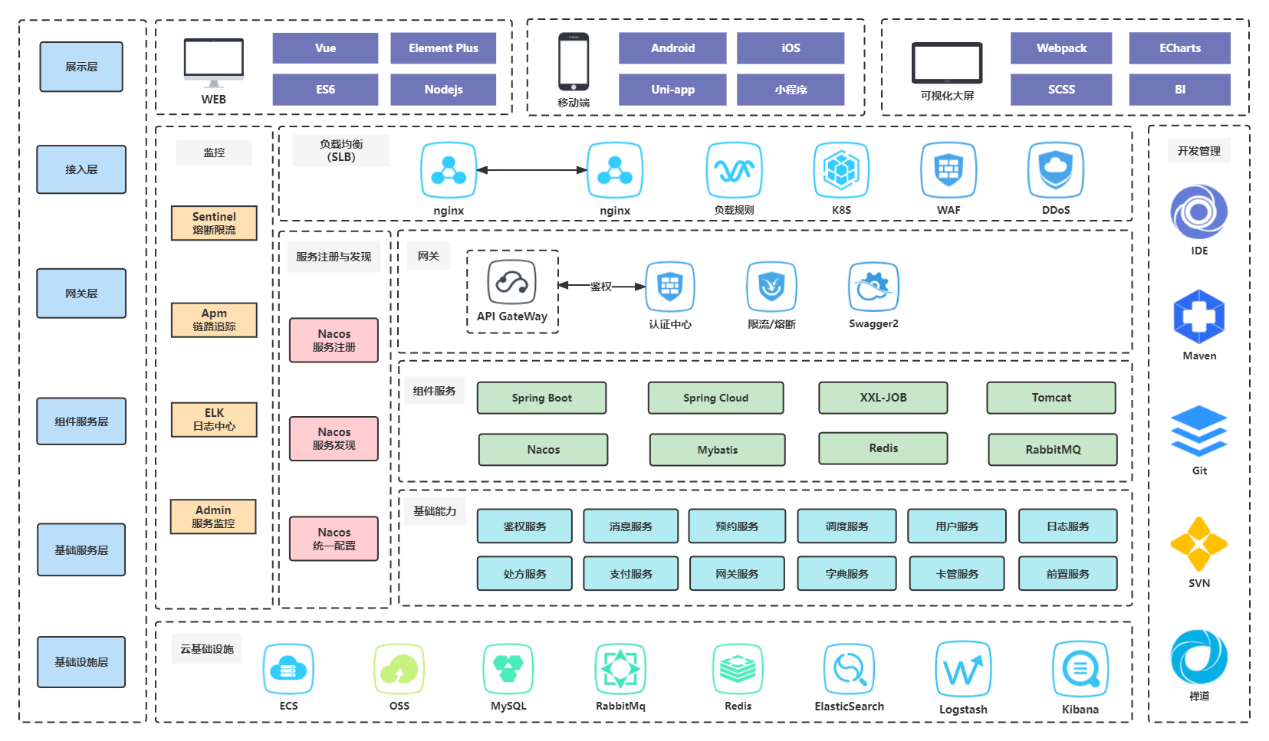 展示层
接入层
网关层
组件服务层
基础服务层
基础设施层
WEB
Vue
Element Plus
ES6
Nodejs
移动端
Android
iOS
Uni-app
小程序
可视化大屏
Webpack
ECharts
SCSS
BI
监控
Sentinel
熔断限流
Apm
链路追踪
ELK
日志中心
Admin
服务监控
负载均衡
（SLB）
nginx
nginx
负载规则
K8S
WAF
DDoS
服务注册与发现
Nacos
服务注册
Nacos
服务发现
Nacos
统一配置
网关
API GateWay
鉴权
认证中心
限流/熔断
Swagger2
组件服务
Spring Boot
Spring Cloud
XXL-JOB
Tomcat
Nacos
Mybatis
Redis
RabbitMQ
基础能力
鉴权服务
消息服务
预约服务
调度服务
用户服务
日志服务
处方服务
支付服务
网关服务
字典服务
卡管服务
前置服务
云基础设施
ECS
OSS
MySQL
RabbitMq
Redis
ElasticSearch
Logstash
Kibana
开发管理
IDE
Maven
Git
SVN
禅道